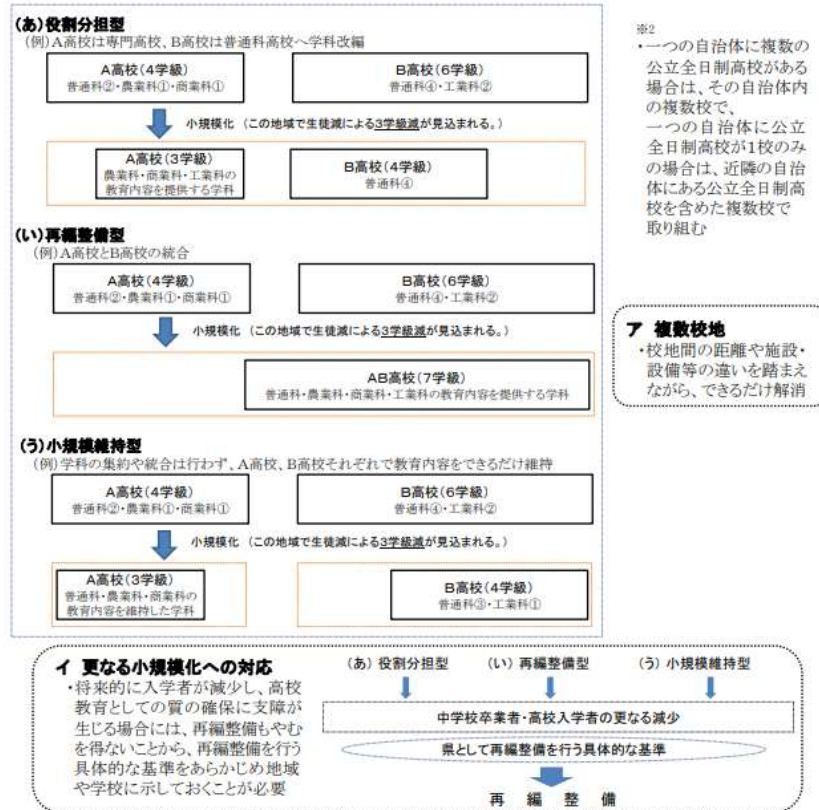 (あ)役割分担型
(例)A高校は専門高校、B高校は普通科高校へ学科改編
A高校(4学級)
普通科②・農業科①・商業科①
B高校(6学級)
普通科④・工業科②
小規模化 (この地域で生徒減による3学級減が見込まれる。)
A高校(3学級)
農業科・商業科・工業科の
教育内容を提供する学科
B高校(4学級)
普通科④
(い)再編整備型
(例)A高校とB高校の統合
A高校(4学級)
普通科②・農業科①・商業科①
B高校(6学級)
普通科④・工業科②
小規模化 (この地域で生徒減による3学級減が見込まれる。)
AB高校(7学級)
普通科・農業科・商業科・工業科の教育内容を提供する学科
(う)小規模維持型
(例)学科の集約や統合は行わず、A高校、B高校それぞれで教育内容をできるだけ維持
A高校(4学級)
普通科②・農業科①・商業科①
B高校(6学級)
普通科④・工業科②
小規模化 (この地域で生徒減による3学級減が見込まれる。)
A高校(3学級)
普通科・農業科・商業科の
教育内容を維持した学科
B高校(4学級)
普通科③・工業科①
※2
・一つの自治体に複数の
公立全日制高校がある
場合は、その自治体内
の複数校で、
一つの自治体に公立
全日制高校が1校のみ
の場合は、近隣の自治
体にある公立全日制高
校を含めた複数校で
取り組む
ア 複数校地
・校地間の距離や施設・
設備等の違いを踏まえ
ながら、できるだけ解消
イ 更なる小規模化への対応
・将来的に入学者が減少し、高校
教育としての質の確保に支障が
生じる場合には、再編整備もやむ
を得ないことから、再編整備を行う
具体的な基準をあらかじめ地域
や学校に示しておくことが必要
(あ) 役割分担型
(い) 再編整備型
(う) 小規模維持型
中学校卒業者・高校入学者の更なる減少
県として再編整備を行う具体的な基準
再 編 整 備